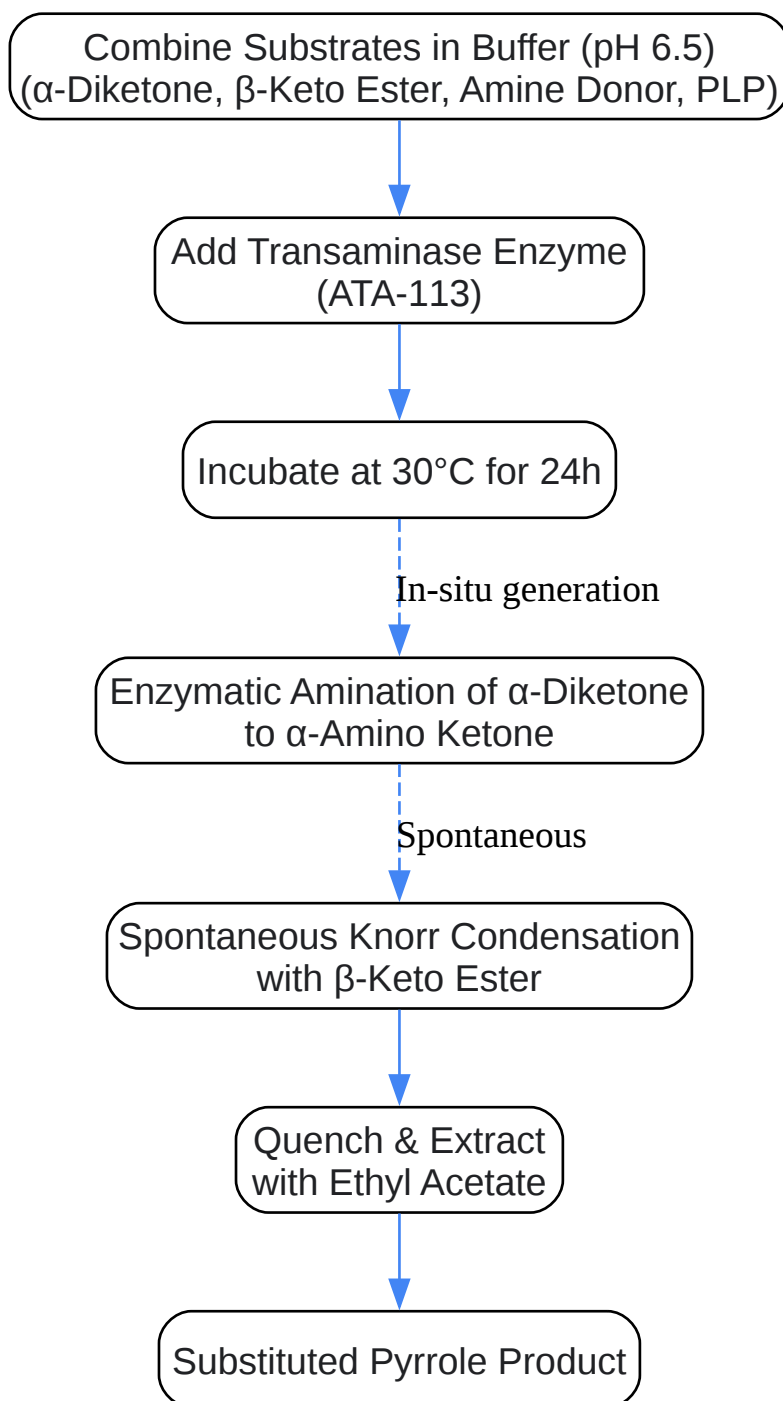 Combine Substrates in Buffer (pH 6.5)
(α-Diketone, β-Keto Ester, Amine Donor, PLP)
Add Transaminase Enzyme
(ATA-113)
Incubate at 30°C for 24h
In-situ generation
Enzymatic Amination of α-Diketone
to α-Amino Ketone
Spontaneous
Spontaneous Knorr Condensation
with β-Keto Ester
Quench & Extract
with Ethyl Acetate
Substituted Pyrrole Product